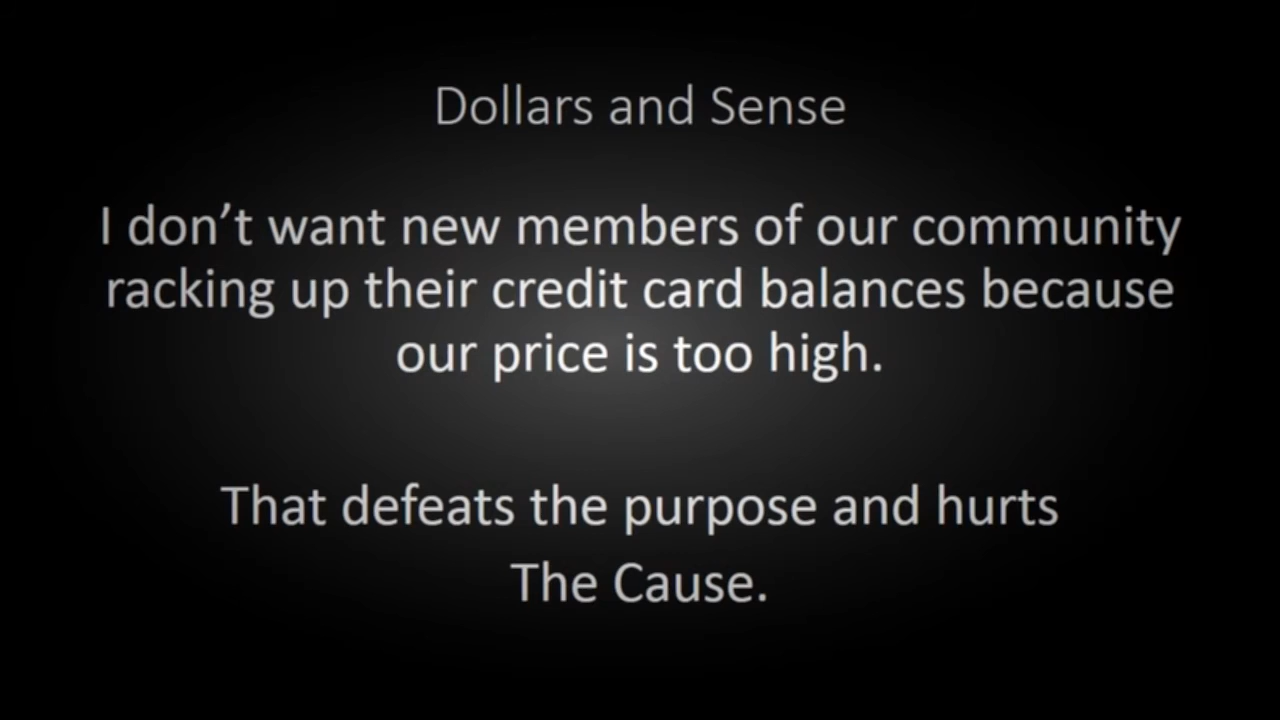 Dollars and Sense
I don’t want new members of our community
racking up their credit card balances because
our price is too high.
That defeats the purpose and hurts
The Cause.